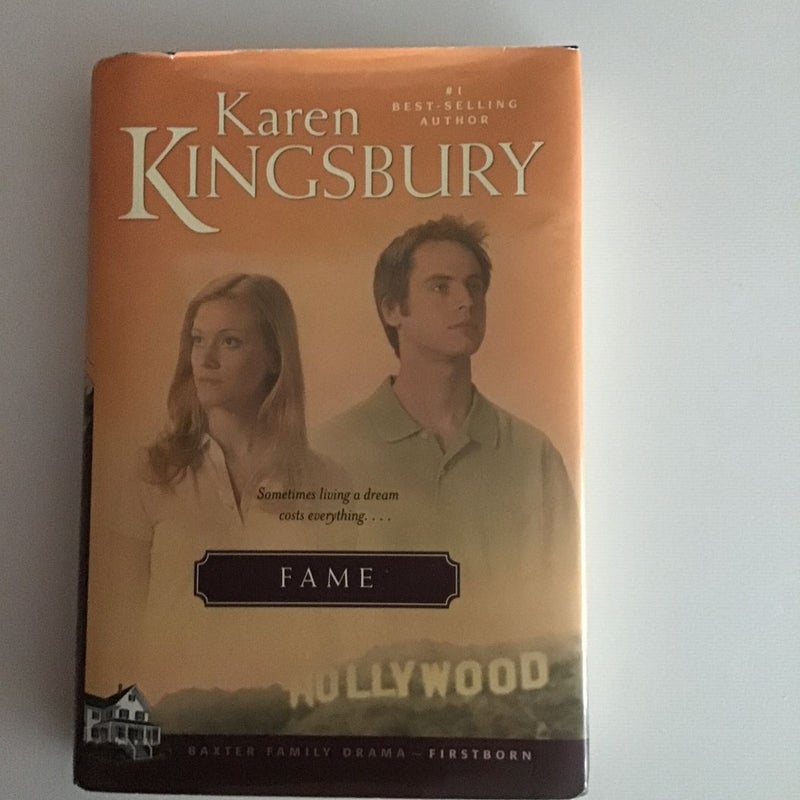 Karen
#1
BEST-SELLING
AUTHOR
KINGSBURY
Sometimes living a dream
costs everything. . . .
FAME
HOLLYWOOD
BAXTER FAMILY DRAMA — FIRSTBORN